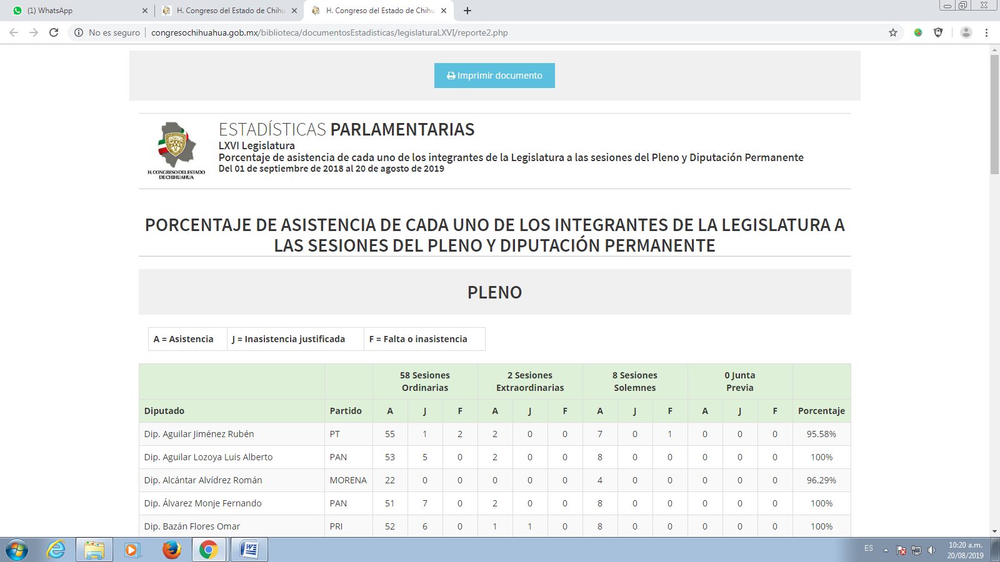 (1) WhatsApp
H. Congreso del Estado de Chihu
H. Congreso del Estado de Chihu
No es seguro
congresochihuahua.gob.mx/biblioteca/documosEstadisticas/legislaturaLXVI/reporte2.php
Imprimir documento
H. CONGRESO DEL ESTADO
DE CHIHUAHUA
ESTADÍSTICAS PARLAMENTARIAS
LXVI Legislatura
Porcentaje de asistencia de cada uno de los integrantes de la Legislatura a las sesiones del Pleno y Diputación Permanente
Del 01 de septiembre de 2018 al 20 de agosto de 2019
PORCENTAJE DE ASISTENCIA DE CADA UNO DE LOS INTEGRANTES DE LA LEGISLATURA A
LAS SESIONES DEL PLENO Y DIPUTACIÓN PERMANENTE
PLENO
A = Asistencia J = Inasistencia justificada F = Falta o inasistencia
58 Sesiones 2 Sesiones 8 Sesiones 0 Junta
Ordinarias Extraordinarias Solemnes Previa
Diputado Partido A J F A J F A J F A J F Porcentaje
Dip. Aguilar Jiménez Rubén PT 55 1 2 2 0 0 7 0 1 0 0 0 95.58%
Dip. Aguilar Lozoya Luis Alberto PAN 53 5 0 2 0 0 8 0 0 0 0 0 100%
Dip. Alcántar Alvídrez Román MORENA 22 0 0 0 0 0 4 0 0 0 0 0 96.29%
Dip. Álvarez Monje Fernando PAN 51 7 0 2 0 0 8 0 0 0 0 0 100%
Dip. Bazán Flores Omar PRI 52 6 0 1 1 0 8 0 0 0 0 0 100%
ES
10:20 a.m.
20/08/2019